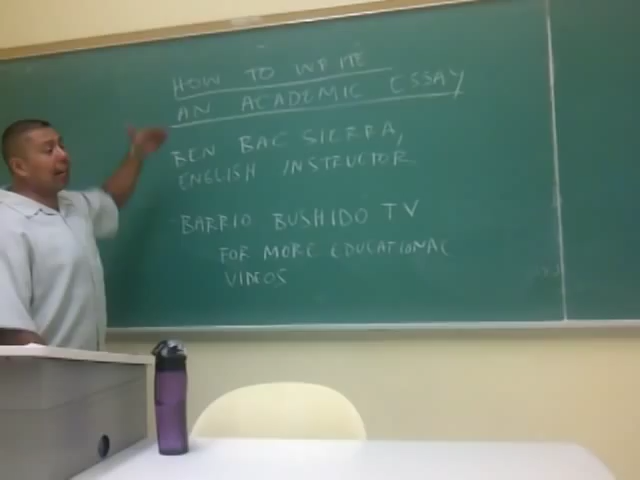 HOW TO WRITE
AN ACADEMIC ESSAY
BEN BAC SIERRA,
ENGLISH INSTRUCTOR
BARRIO BUSHIDO TV
FOR MORE EDUCATIONAL
VIDEOS